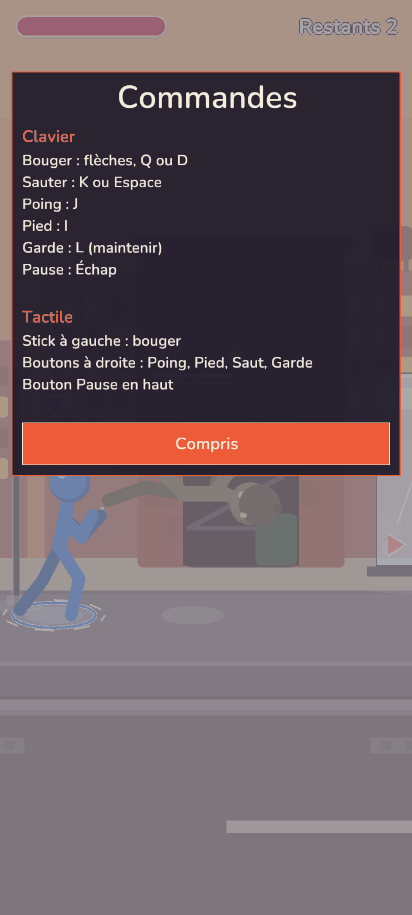 Restants 2
Commandes
Clavier
Bouger : flèches, Q ou D
Sauter : K ou Espace
Poing : J
Pied : I
Garde : L (maintenir)
Pause : Échap
Tactile
Stick à gauche : bouger
Boutons à droite : Poing, Pied, Saut, Garde
Bouton Pause en haut
Compris